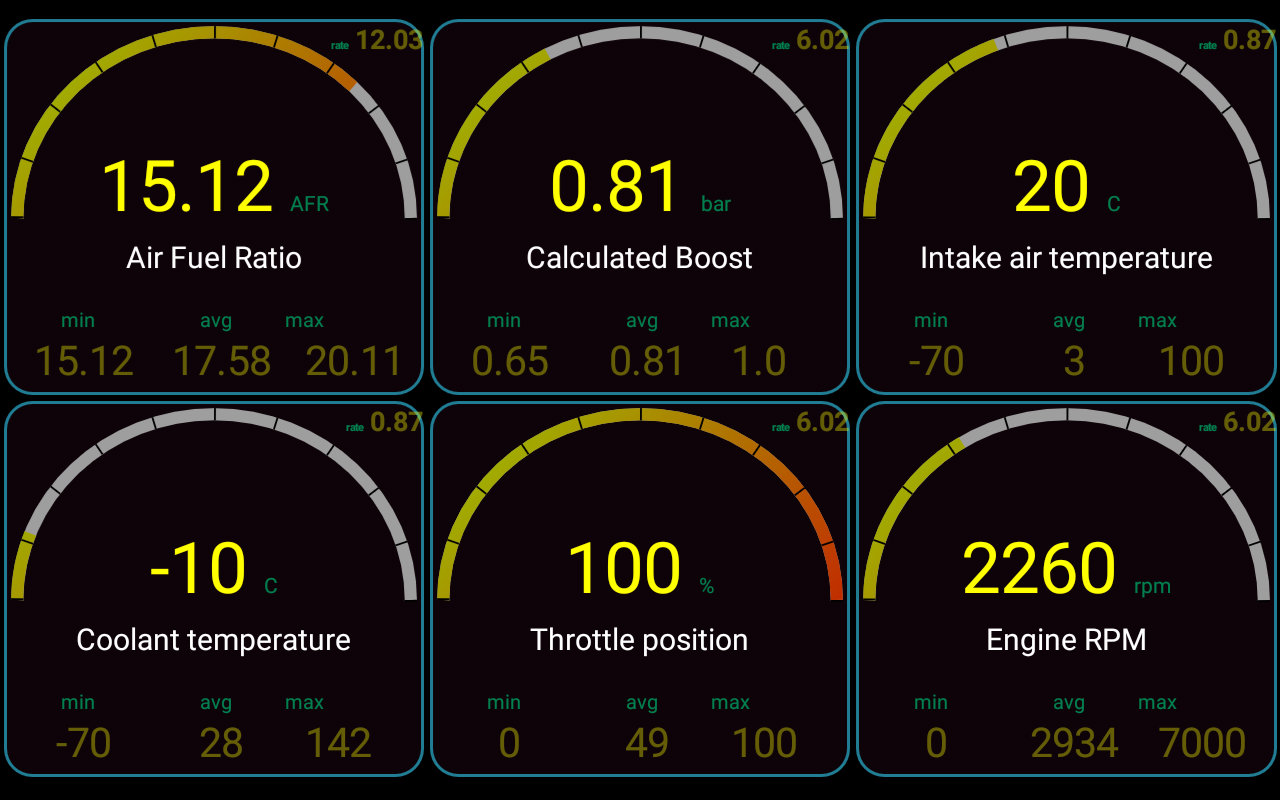 rate 12.03
15.12 AFR
Air Fuel Ratio
min avg max
15.12 17.58 20.11
rate 6.02
0.81 bar
Calculated Boost
min avg max
0.65 0.81 1.0
rate 0.87
20 C
Intake air temperature
min avg max
-70 3 100
rate 0.87
-10 C
Coolant temperature
min avg max
-70 28 142
rate 6.02
100 %
Throttle position
min avg max
0 49 100
rate 6.02
2260 rpm
Engine RPM
min avg max
0 2934 7000